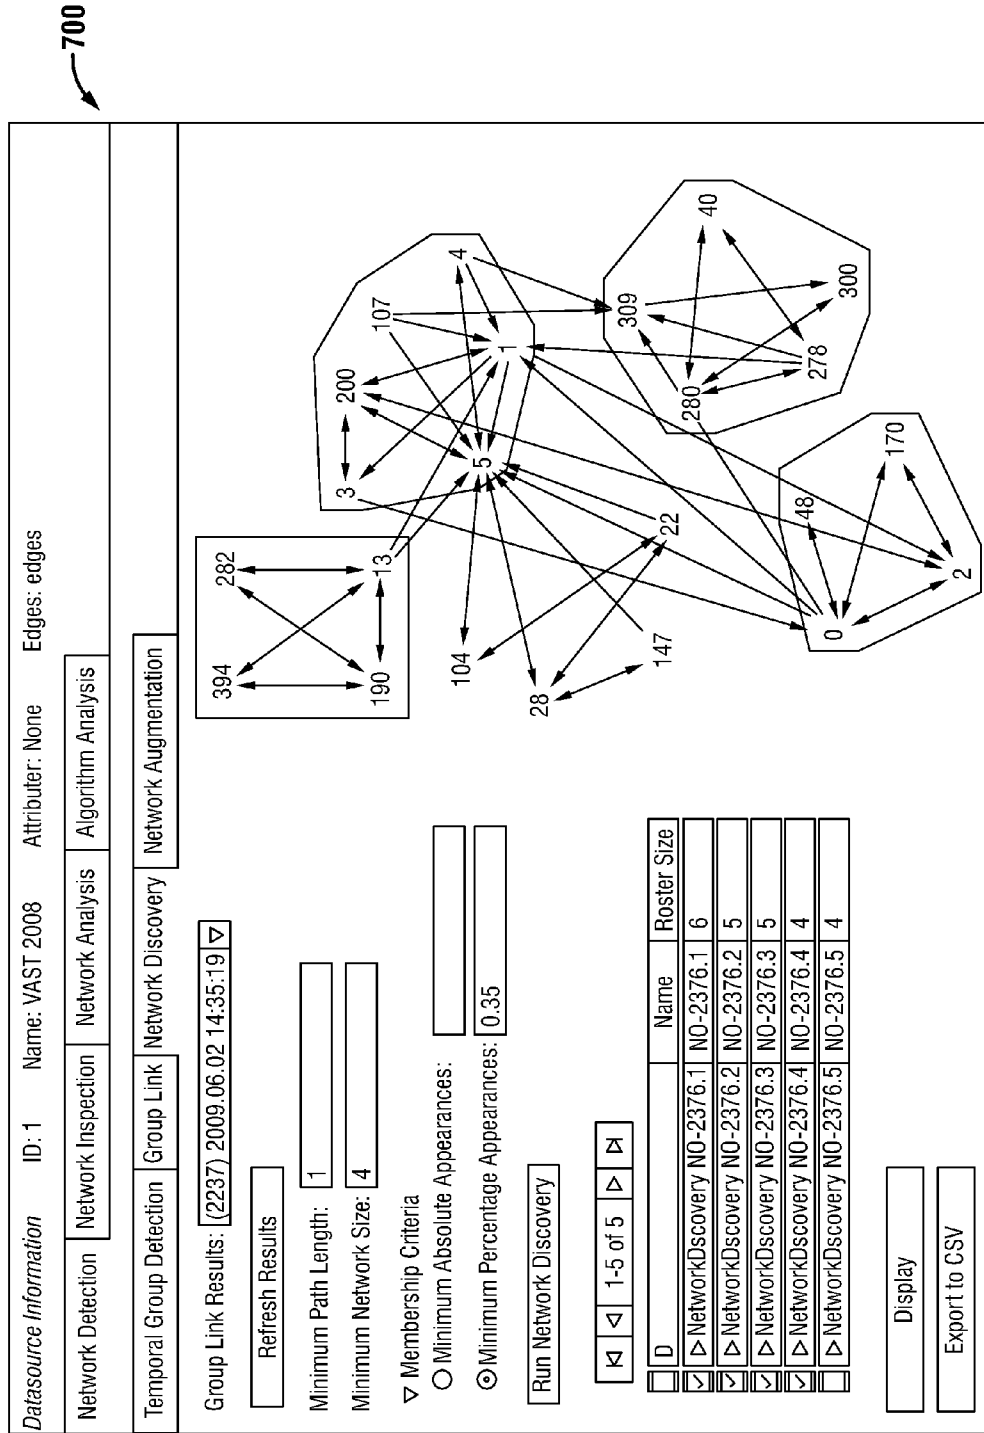 700
Datasource Information ID: 1 Name: VAST 2008 Attributer: None Edges: edges
Network Detection Network Inspection Network Analysis Algorithm Analysis
Temporal Group Detection Group Link Network Discovery Network Augmentation
Group Link Results: (2237) 2009.06.02 14:35:19
Refresh Results
Minimum Path Length: 1
Minimum Network Size: 4
Membership Criteria
Minimum Absolute Appearances:
Minimum Percentage Appearances: 0.35
Run Network Discovery
1-5 of 5
D Name Roster Size
NetworkDscovery NO-2376.1 NO-2376.1 6
NetworkDscovery NO-2376.2 NO-2376.2 5
NetworkDscovery NO-2376.3 NO-2376.3 5
NetworkDscovery NO-2376.4 NO-2376.4 4
NetworkDscovery NO-2376.5 NO-2376.5 4
Display
Export to CSV
394 282
190 13
3 200 107 4
5 1
104
28
147 22
280 309 40
278 300
0 48
2 170